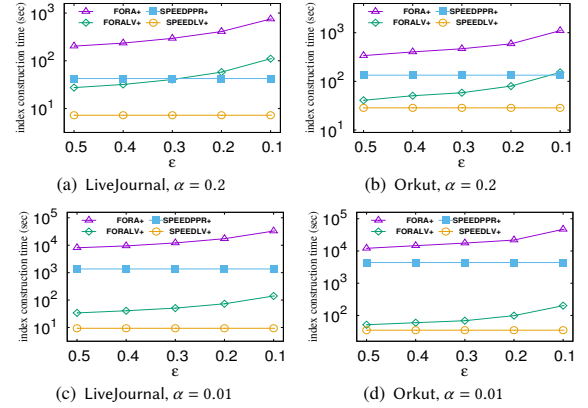 index construction time (sec)
10^3
10^2
10^1
FORA+ SPEEDPPR+
FORALV+ SPEEDLV+
0.5 0.4 0.3 0.2 0.1
ε
(a) LiveJournal, α = 0.2
index construction time (sec)
10^3
10^2
10^1
FORA+ SPEEDPPR+
FORALV+ SPEEDLV+
0.5 0.4 0.3 0.2 0.1
ε
(b) Orkut, α = 0.2
index construction time (sec)
10^5
10^4
10^3
10^2
10^1
FORA+ SPEEDPPR+
FORALV+ SPEEDLV+
0.5 0.4 0.3 0.2 0.1
ε
(c) LiveJournal, α = 0.01
index construction time (sec)
10^5
10^4
10^3
10^2
FORA+ SPEEDPPR+
FORALV+ SPEEDLV+
0.5 0.4 0.3 0.2 0.1
ε
(d) Orkut, α = 0.01